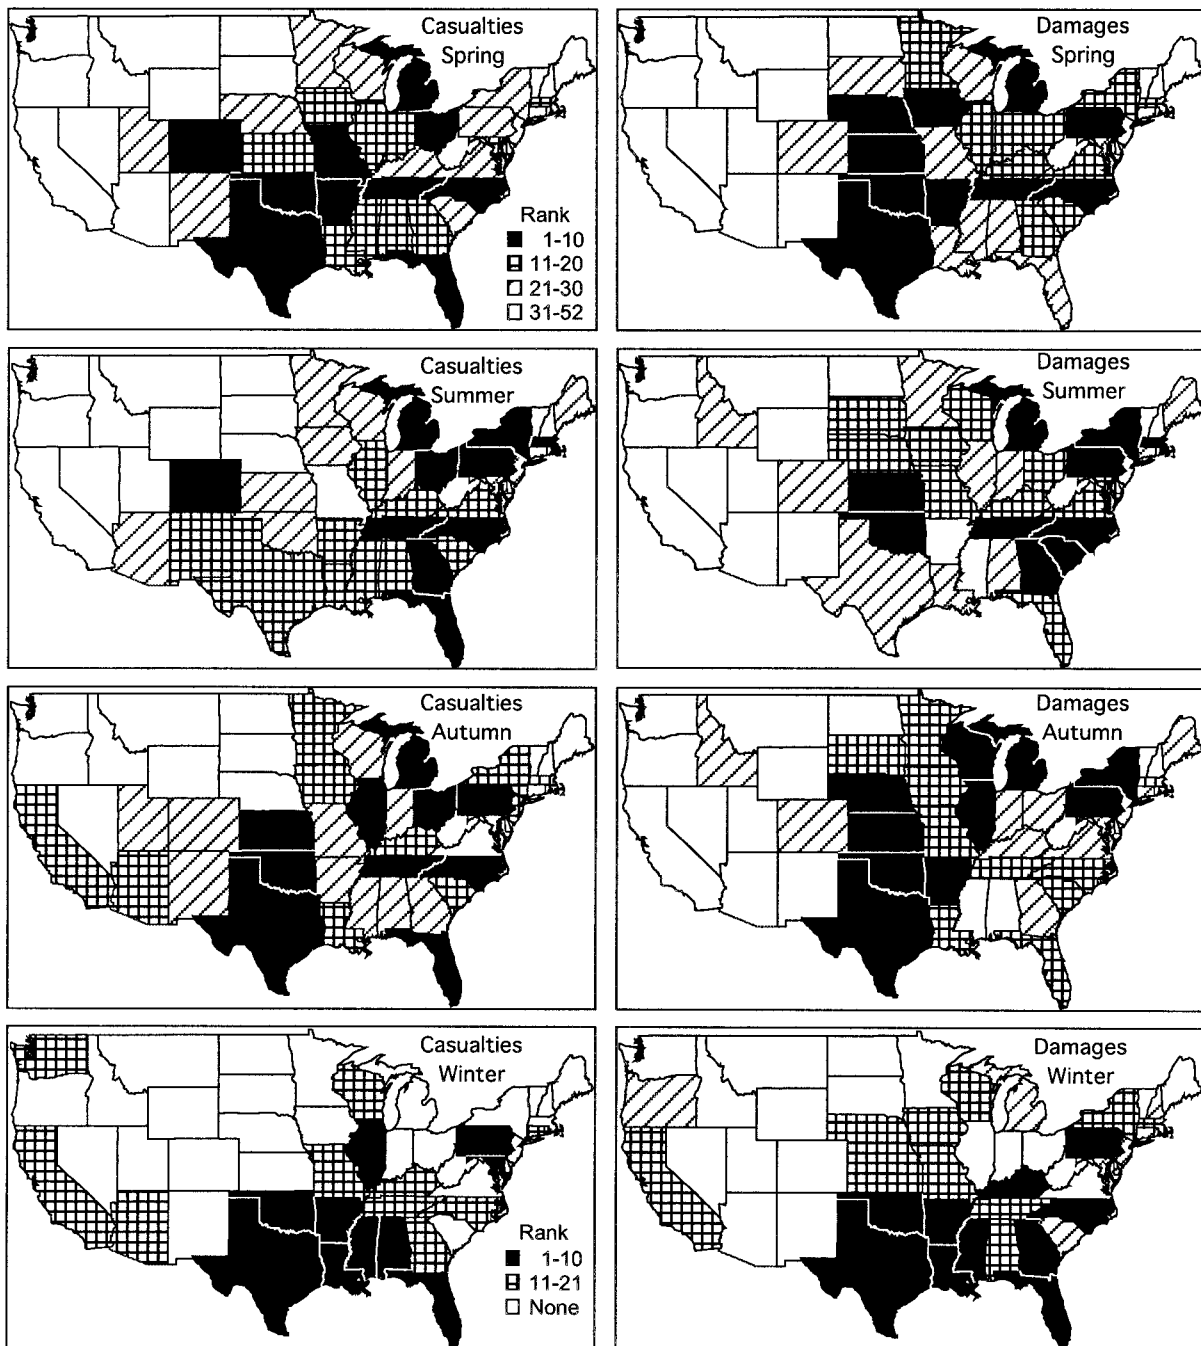 Casualties
Spring
Rank
1-10
11-20
21-30
31-52
Damages
Spring
Casualties
Summer
Damages
Summer
Casualties
Autumn
Damages
Autumn
Casualties
Winter
Rank
1-10
11-21
None
Damages
Winter